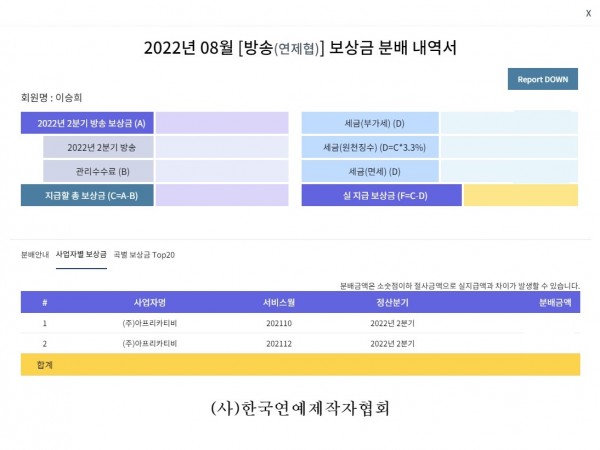 X
2022년 08월 [방송(연제협)] 보상금 분배 내역서
Report DOWN
회원명 : 이승희
2022년 2분기 방송 보상금 (A)
세금(부가세) (D)
2022년 2분기 방송
세금(원천징수) (D=C*3.3%)
관리수수료 (B)
세금(면세) (D)
지급할 총 보상금 (C=A-B)
실 지급 보상금 (F=C-D)
분배안내 사업자별 보상금 곡별 보상금 Top20
분배금액은 소숫점이하 절사금액으로 실지급액과 차이가 발생할 수 있습니다.
# 사업자명 서비스월 정산분기 분배금액
1 (주)아프리카티비 202110 2022년 2분기
2 (주)아프리카티비 202112 2022년 2분기
합계
(사)한국연예제작자협회